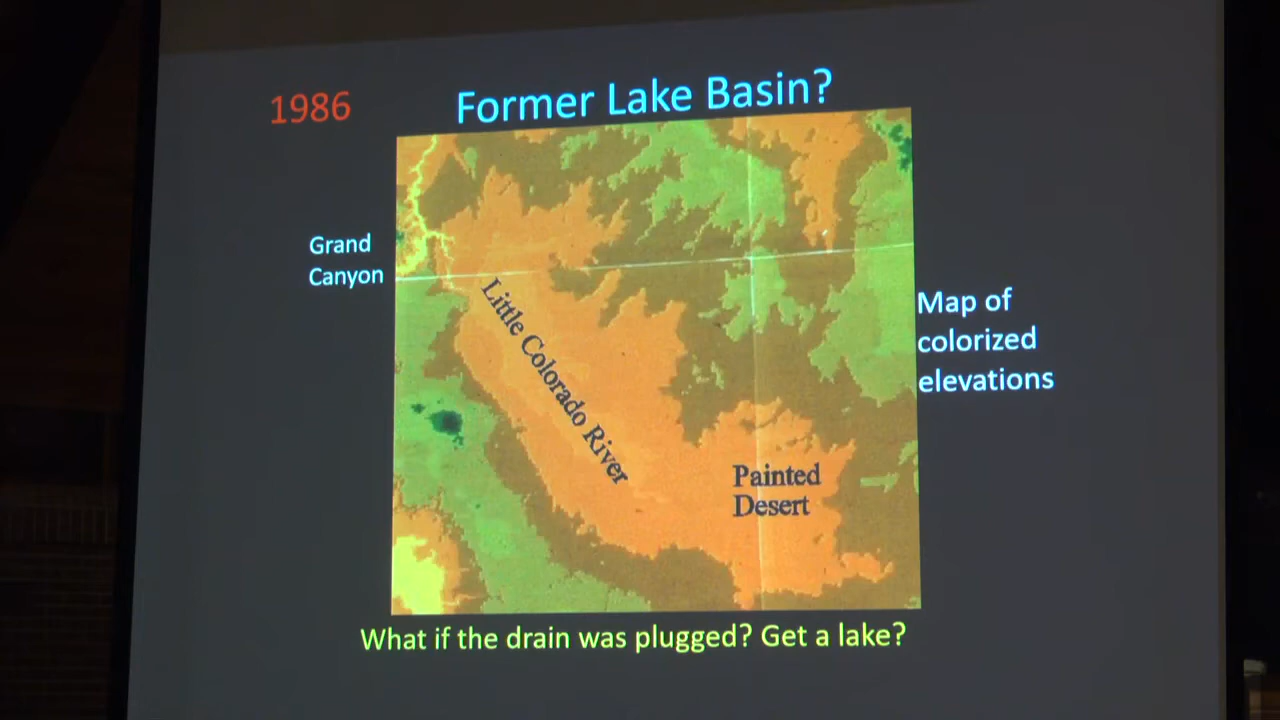 1986
Former Lake Basin?
Grand
Canyon
Little Colorado River
Map of
colorized
elevations
Painted
Desert
What if the drain was plugged? Get a lake?